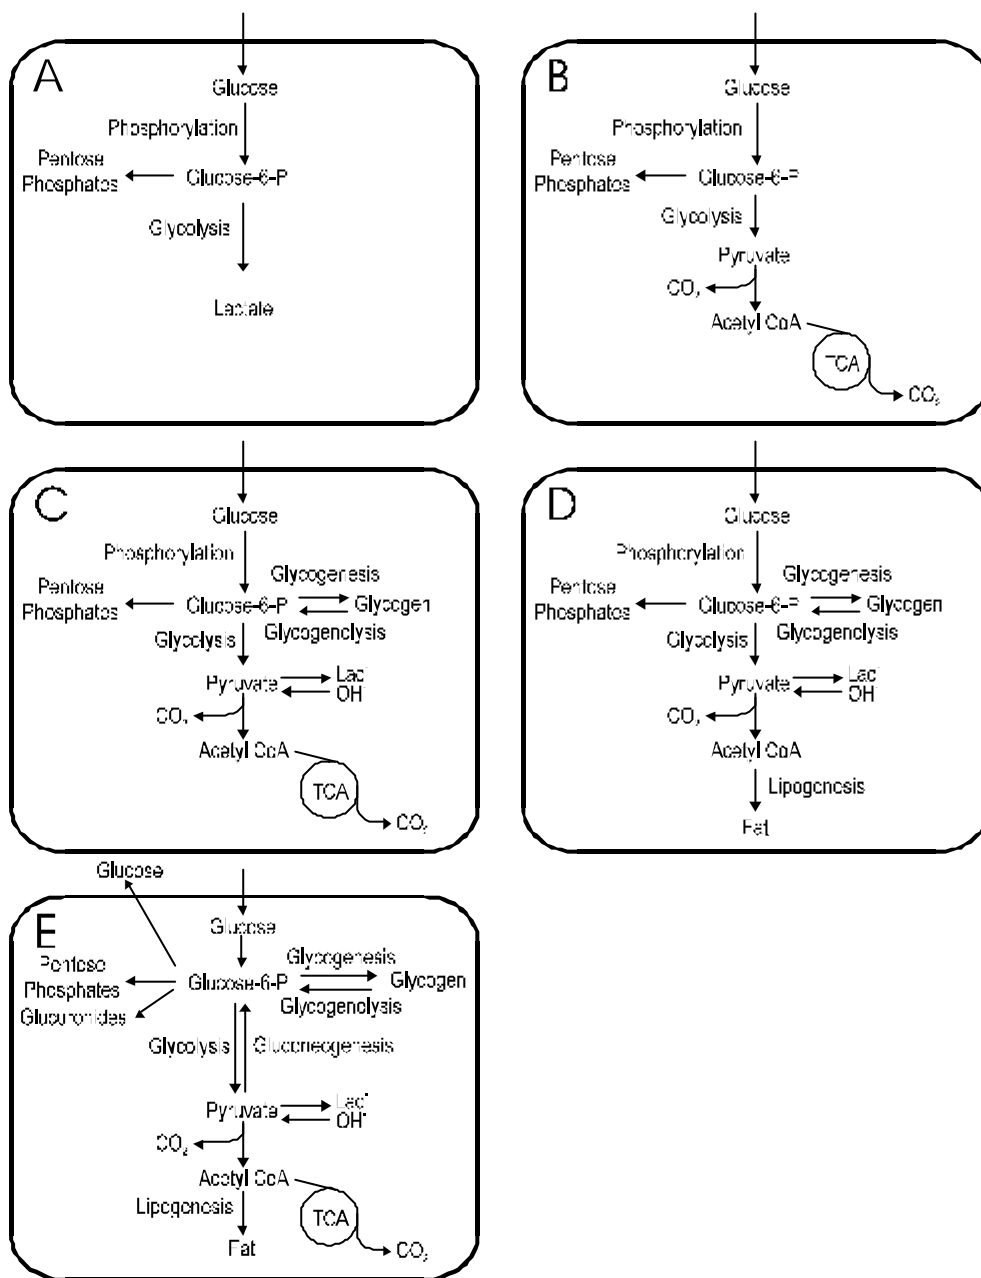 A
Glucose
Phosphorylation
Pentose
Phosphates
Glucose-6-P
Glycolysis
Lactate
B
Glucose
Phosphorylation
Pentose
Phosphates
Glucose-6-P
Glycolysis
Pyruvate
CO₂
Acetyl CoA
TCA
CO₂
C
Glucose
Phosphorylation
Glycogenesis
Pentose
Phosphates
Glucose-6-P
Glycogen
Glycogenolysis
Glycolysis
Pyruvate
Lac⁻
OH⁻
CO₂
Acetyl CoA
TCA
CO₂
D
Glucose
Phosphorylation
Glycogenesis
Pentose
Phosphates
Glucose-6-P
Glycogen
Glycogenolysis
Glycolysis
Pyruvate
Lac⁻
OH⁻
CO₂
Acetyl CoA
Lipogenesis
Fat
Glucose
E
Glucose
Glycogenesis
Pentose
Phosphates
Glucose-6-P
Glycogen
Glycogenolysis
Glucuronides
Glycolysis
Gluconeogenesis
Pyruvate
Lac⁻
OH⁻
CO₂
Acetyl CoA
Lipogenesis
TCA
CO₂
Fat